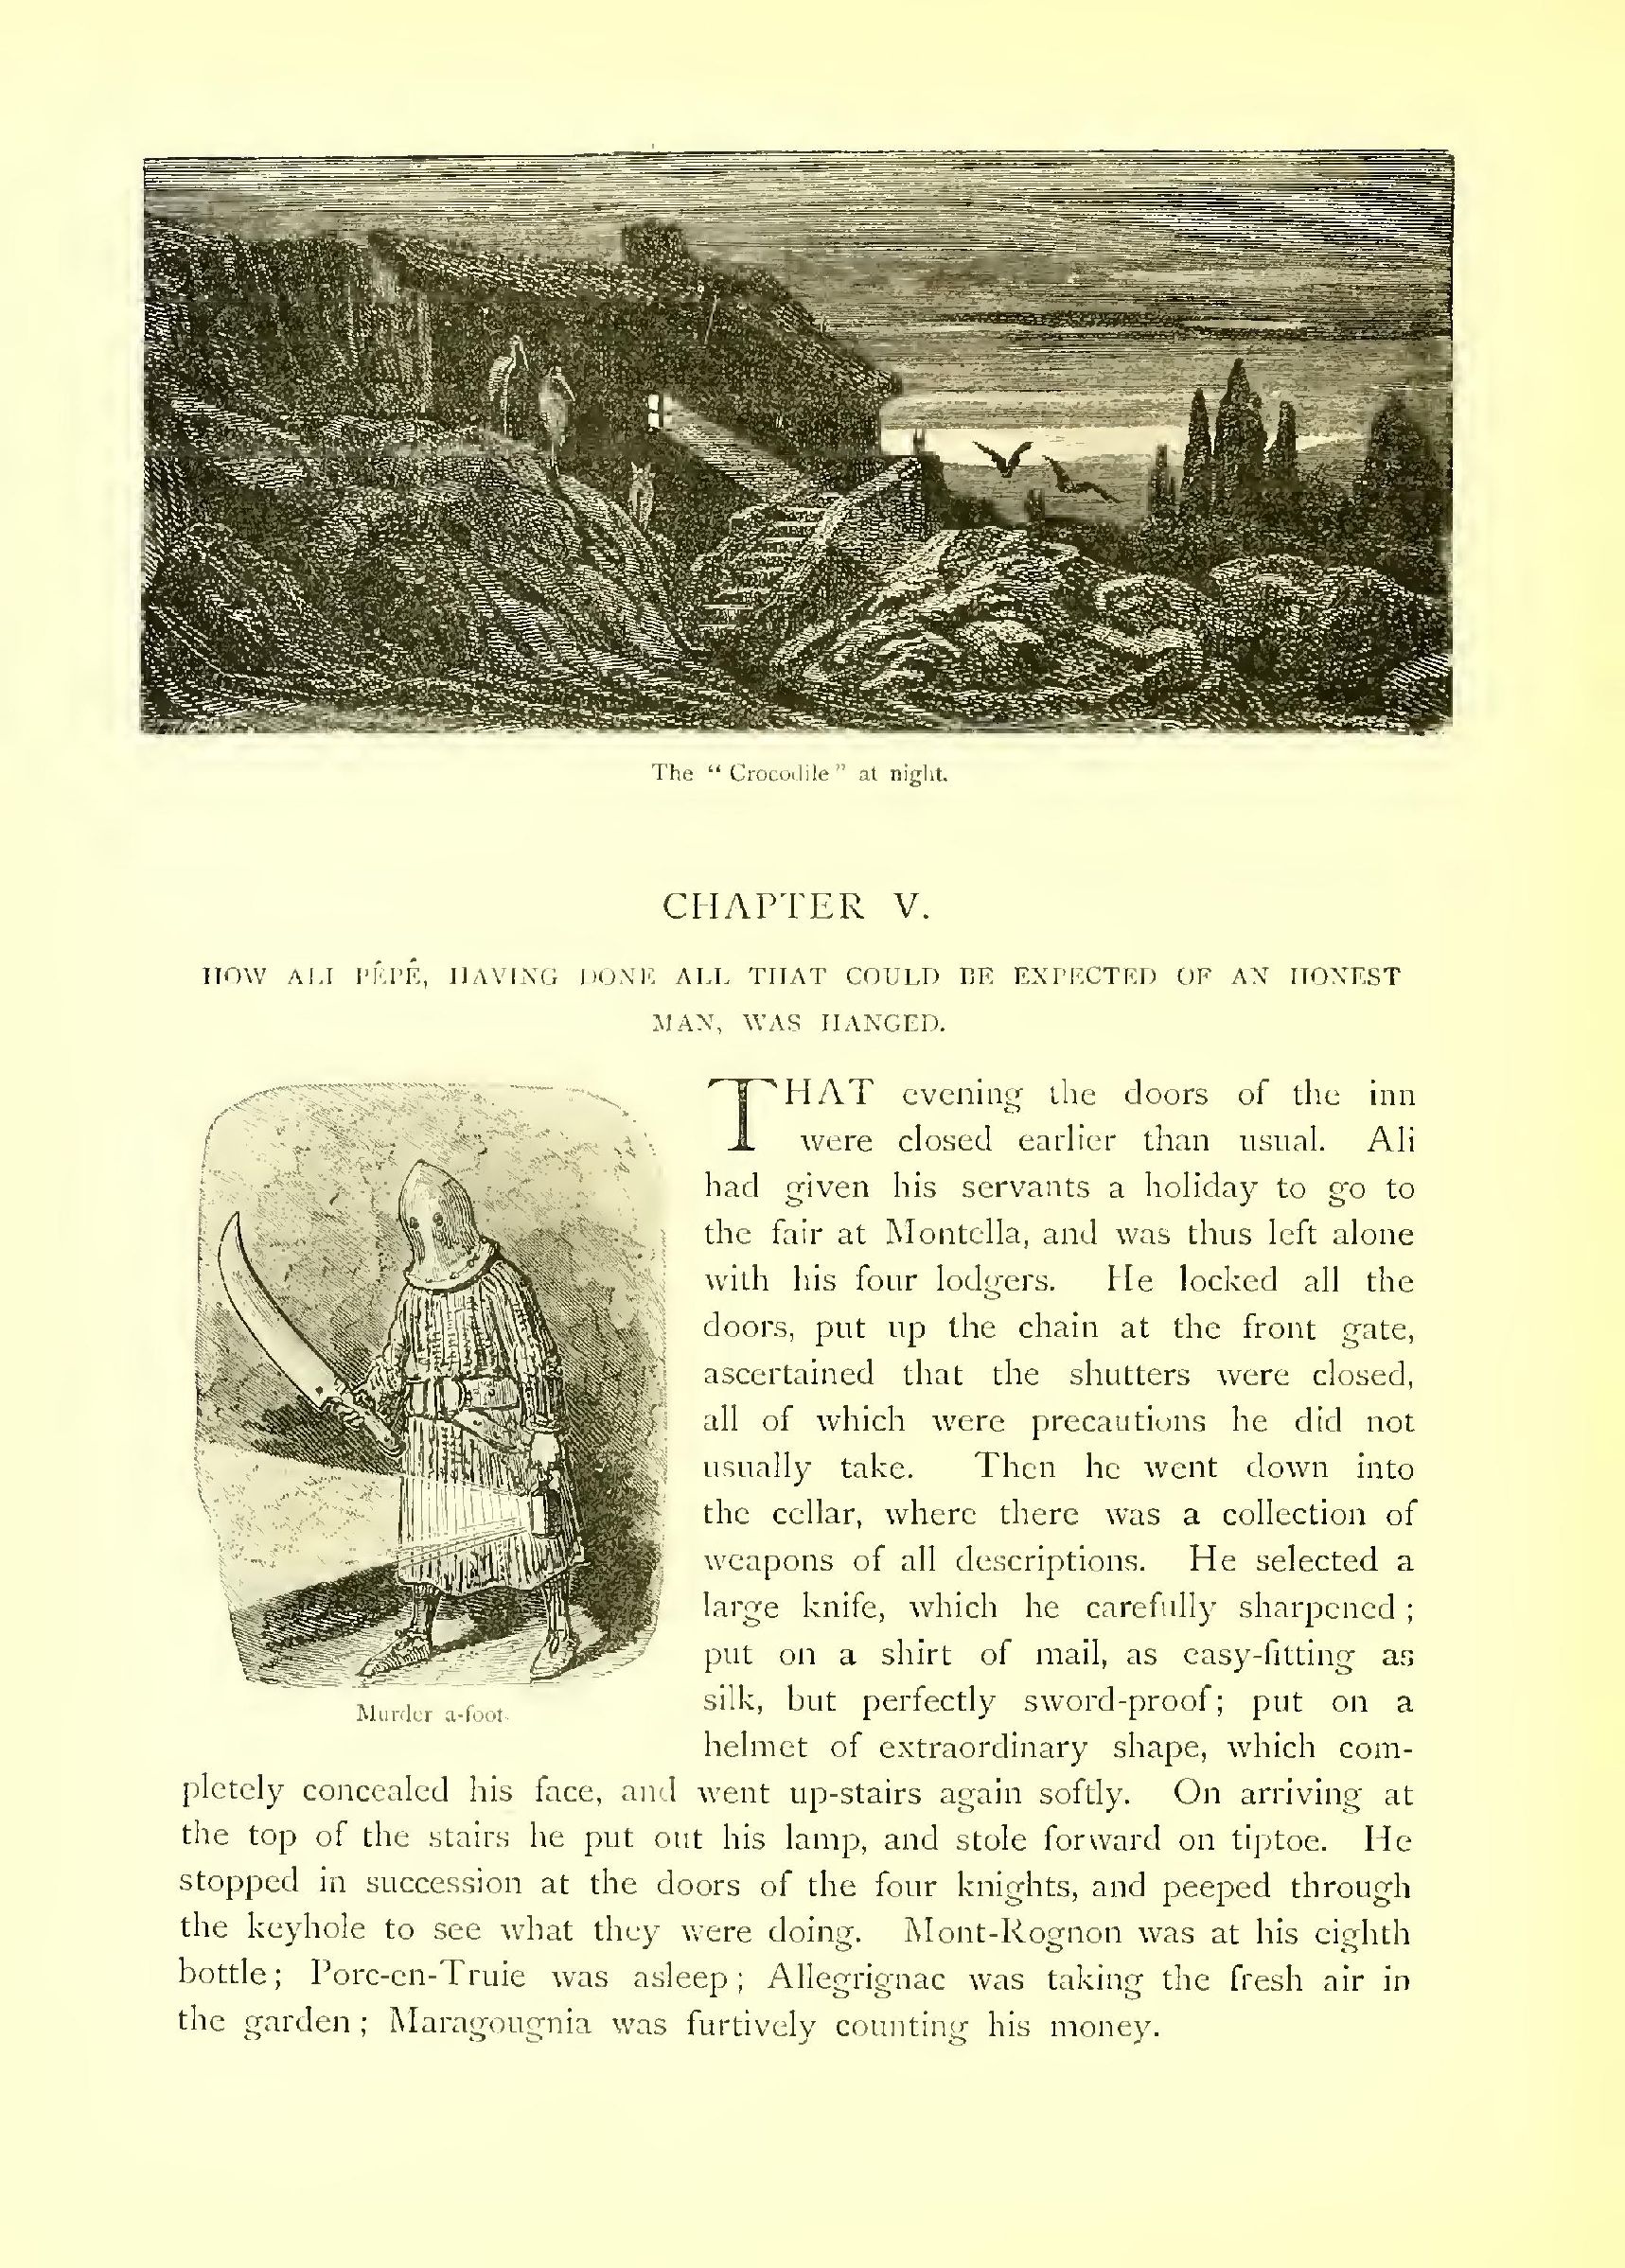 The “ Crocodile ” at night.
CHAPTER V.
HOW ALI PÉPÉ, HAVING DONE ALL THAT COULD BE EXPECTED OF AN HONEST
MAN, WAS HANGED.
THAT evening the doors of the inn
were closed earlier than usual. Ali
had given his servants a holiday to go to
the fair at Montella, and was thus left alone
with his four lodgers. He locked all the
doors, put up the chain at the front gate,
ascertained that the shutters were closed,
all of which were precautions he did not
usually take. Then he went down into
the cellar, where there was a collection of
weapons of all descriptions. He selected a
large knife, which he carefully sharpened ;
put on a shirt of mail, as easy-fitting as
silk, but perfectly sword-proof; put on a
helmet of extraordinary shape, which com-
Murder a-foot.
pletely concealed his face, and went up-stairs again softly. On arriving at
the top of the stairs he put out his lamp, and stole forward on tiptoe. He
stopped in succession at the doors of the four knights, and peeped through
the keyhole to see what they were doing. Mont-Rognon was at his eighth
bottle; Porc-en-Truie was asleep; Allegrignac was taking the fresh air in
the garden ; Maragougnia was furtively counting his money.